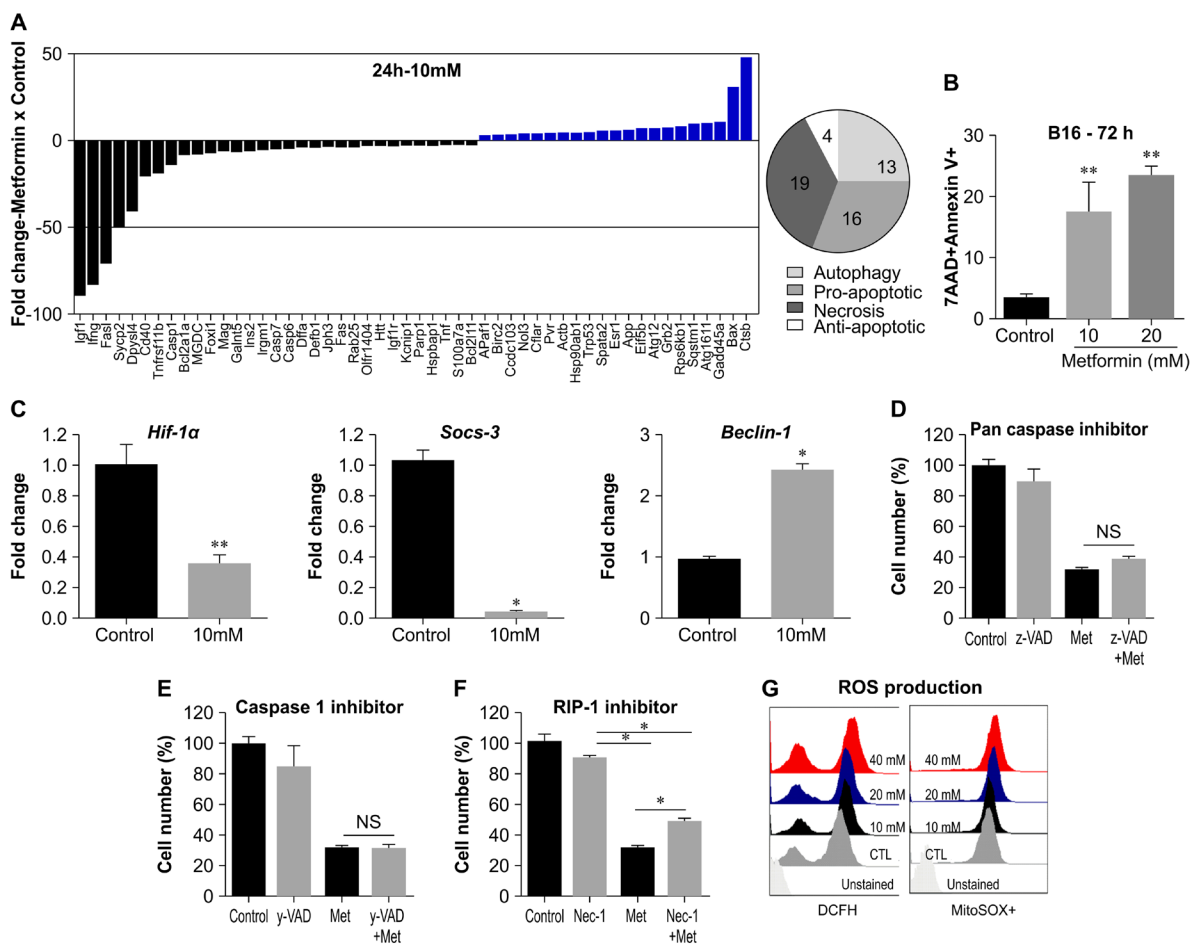 A
Fold change-Metformin x Control
24h-10mM
50
0
-50
-100
Igf1
Ifng
Fasl
Sycp2
Dpysl4
Cd40
Tnfrsf11b
Casp1
Bcl2a1a
MGDC
Foxi1
Mag
Galnt5
Ins2
Irgm1
Casp7
Casp6
Dffa
Defb1
Jph3
Fas
Rab25
Olfr1404
Htt
Igf1r
Kcnip1
Parp1
Hspbap1
Tnf
S100a7a
Bcl2l11
APaf1
Birc2
Ccdc103
Nol3
Cflar
Pvr
Actb
Hsp90ab1
Trp53
Spata2
Esr1
App
Eif5b
Atg12
Grb2
Rps6kb1
Sqstm1
Atg16l1
Gadd45a
Bax
Ctsb
4
13
19
16
Autophagy
Pro-apoptotic
Necrosis
Anti-apoptotic
B
B16 - 72 h
7AAD+Annexin V+
30
20
10
0
**
**
Control
10
20
Metformin (mM)
C
Hif-1α
Fold change
1.2
1.0
0.8
0.6
0.4
0.2
0.0
**
Control
10mM
Socs-3
Fold change
1.2
1.0
0.8
0.6
0.4
0.2
0.0
*
Control
10mM
Beclin-1
Fold change
3
2
1
0
*
Control
10mM
D
Pan caspase inhibitor
Cell number (%)
120
100
80
60
40
20
0
NS
Control
z-VAD
Met
z-VAD
+Met
E
Caspase 1 inhibitor
Cell number (%)
120
100
80
60
40
20
0
NS
Control
y-VAD
Met
y-VAD
+Met
F
RIP-1 inhibitor
Cell number (%)
120
100
80
60
40
20
0
*
*
*
Control
Nec-1
Met
Nec-1
+Met
G
ROS production
40 mM
20 mM
10 mM
CTL
Unstained
DCFH
40 mM
20 mM
10 mM
CTL
Unstained
MitoSOX+